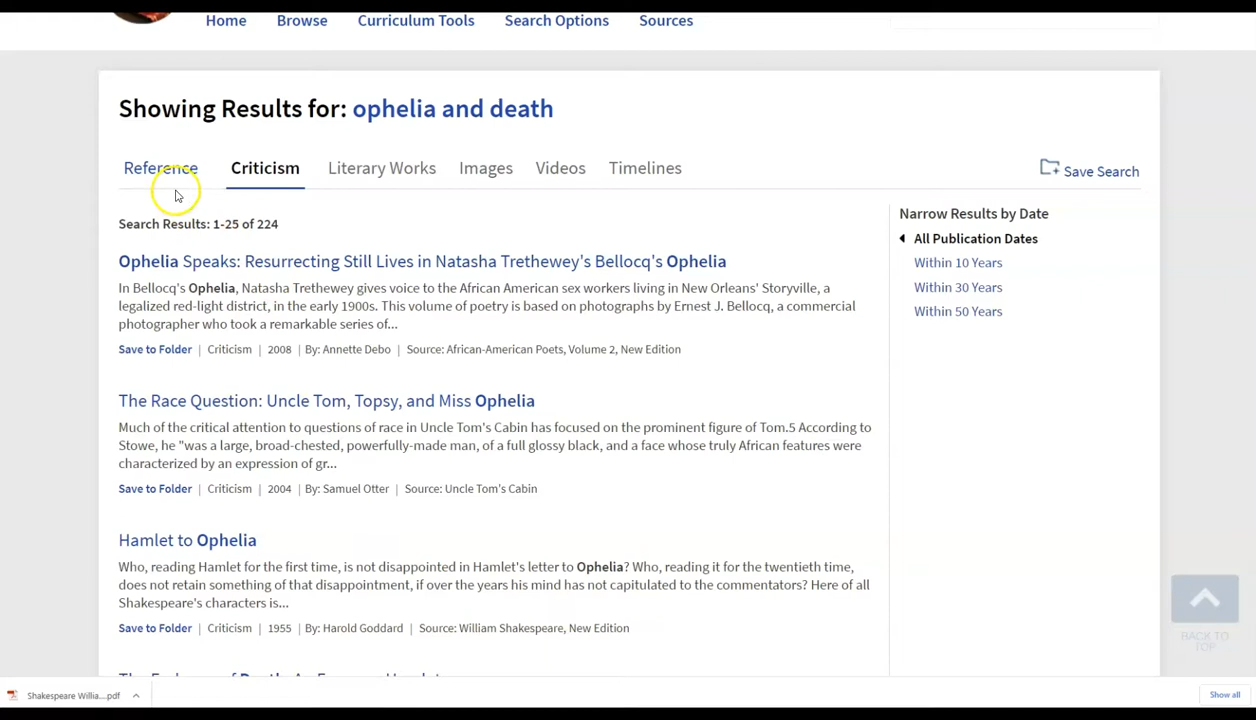 Home Browse Curriculum Tools Search Options Sources
Showing Results for: ophelia and death
Reference Criticism Literary Works Images Videos Timelines
Save Search
Search Results: 1-25 of 224
Ophelia Speaks: Resurrecting Still Lives in Natasha Trethewey's Bellocq's Ophelia
In Bellocq's Ophelia, Natasha Trethewey gives voice to the African American sex workers living in New Orleans' Storyville, a
legalized red-light district, in the early 1900s. This volume of poetry is based on photographs by Ernest J. Bellocq, a commercial
photographer who took a remarkable series of...
Save to Folder | Criticism | 2008 | By: Annette Debo | Source: African-American Poets, Volume 2, New Edition
The Race Question: Uncle Tom, Topsy, and Miss Ophelia
Much of the critical attention to questions of race in Uncle Tom's Cabin has focused on the prominent figure of Tom.5 According to
Stowe, he "was a large, broad-chested, powerfully-made man, of a full glossy black, and a face whose truly African features were
characterized by an expression of gr...
Save to Folder | Criticism | 2004 | By: Samuel Otter | Source: Uncle Tom's Cabin
Hamlet to Ophelia
Who, reading Hamlet for the first time, is not disappointed in Hamlet's letter to Ophelia? Who, reading it for the twentieth time,
does not retain something of that disappointment, if over the years his mind has not capitulated to the commentators? Here of all
Shakespeare's characters is...
Save to Folder | Criticism | 1955 | By: Harold Goddard | Source: William Shakespeare, New Edition
Narrow Results by Date
All Publication Dates
Within 10 Years
Within 30 Years
Within 50 Years
BACK TO
TOP
Shakespeare Willia....pdf
Show all